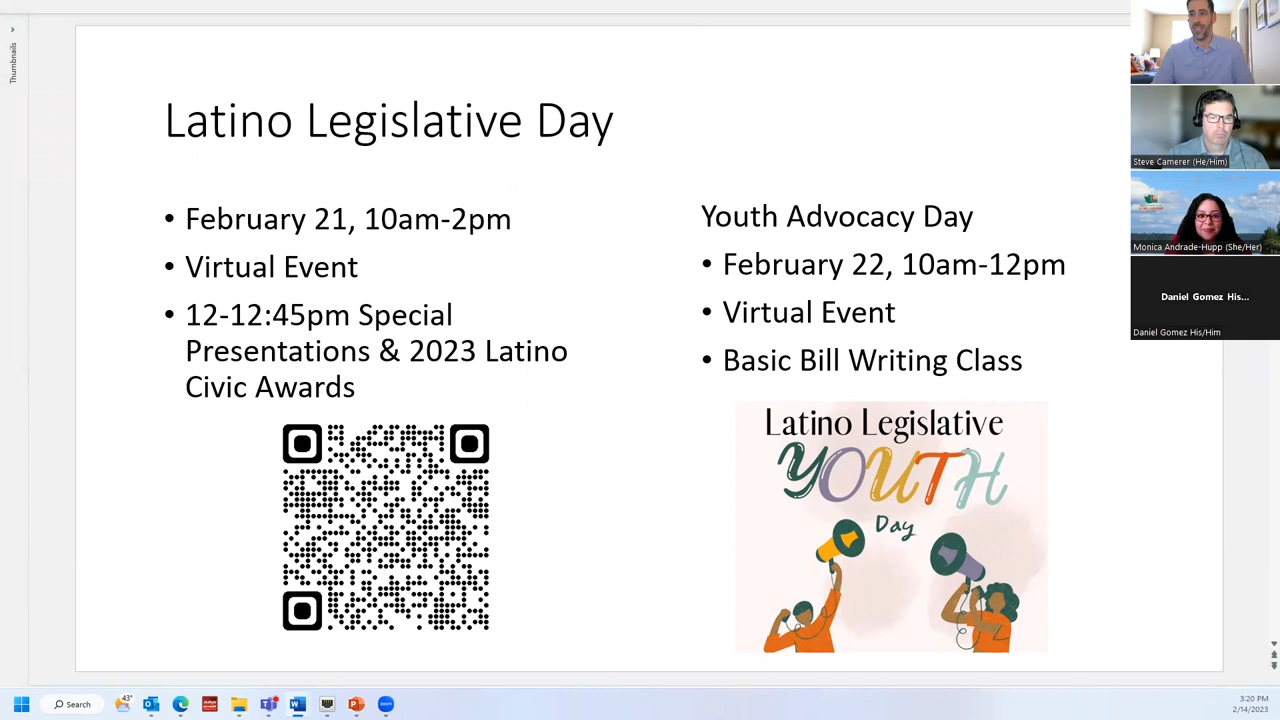 Thumbnails
Latino Legislative Day
• February 21, 10am-2pm
• Virtual Event
• 12-12:45pm Special
Presentations & 2023 Latino
Civic Awards
Youth Advocacy Day
• February 22, 10am-12pm
• Virtual Event
• Basic Bill Writing Class
Latino Legislative
YOUTH
Day
Steve Camerer (He/Him)
Monica Andrade-Hupp (She/Her)
Daniel Gomez His...
Daniel Gomez His/Him
43°
Search
zoom
3:20 PM
2/14/2023